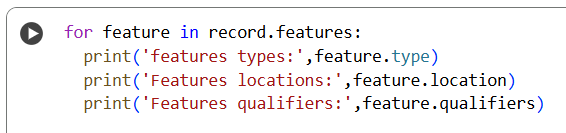 for feature in record.features:
  print('features types:',feature.type)
  print('Features locations:',feature.location)
  print('Features qualifiers:',feature.qualifiers)